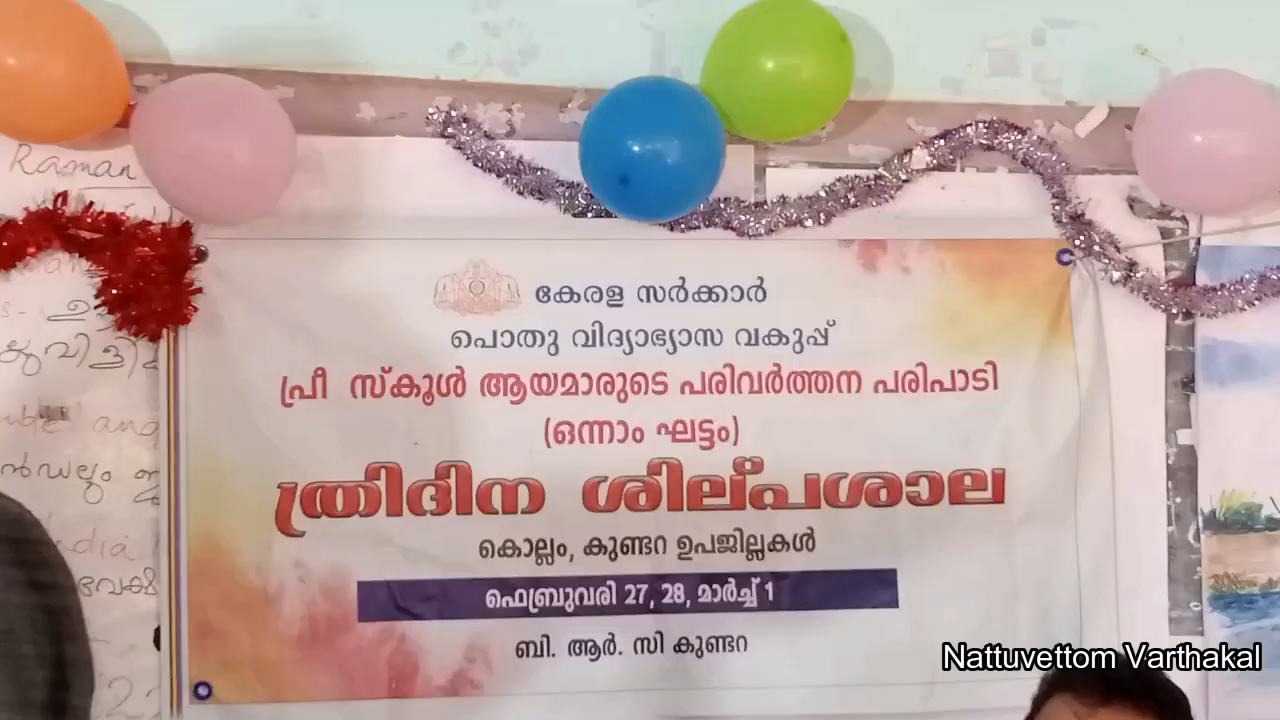 Raman
കേരള സർക്കാർ
പൊതു വിദ്യാഭ്യാസ വകുപ്പ്
പ്രീ സ്കൂൾ ആയമാരുടെ പരിവർത്തന പരിപാടി
(ഒന്നാം ഘട്ടം)
ത്രിദിന ശില്പശാല
കൊല്ലം, കുണ്ടറ ഉപജില്ലകൾ
ഫെബ്രുവരി 27, 28, മാർച്ച് 1
ബി. ആർ. സി കുണ്ടറ
Nattuvettom Varthakal